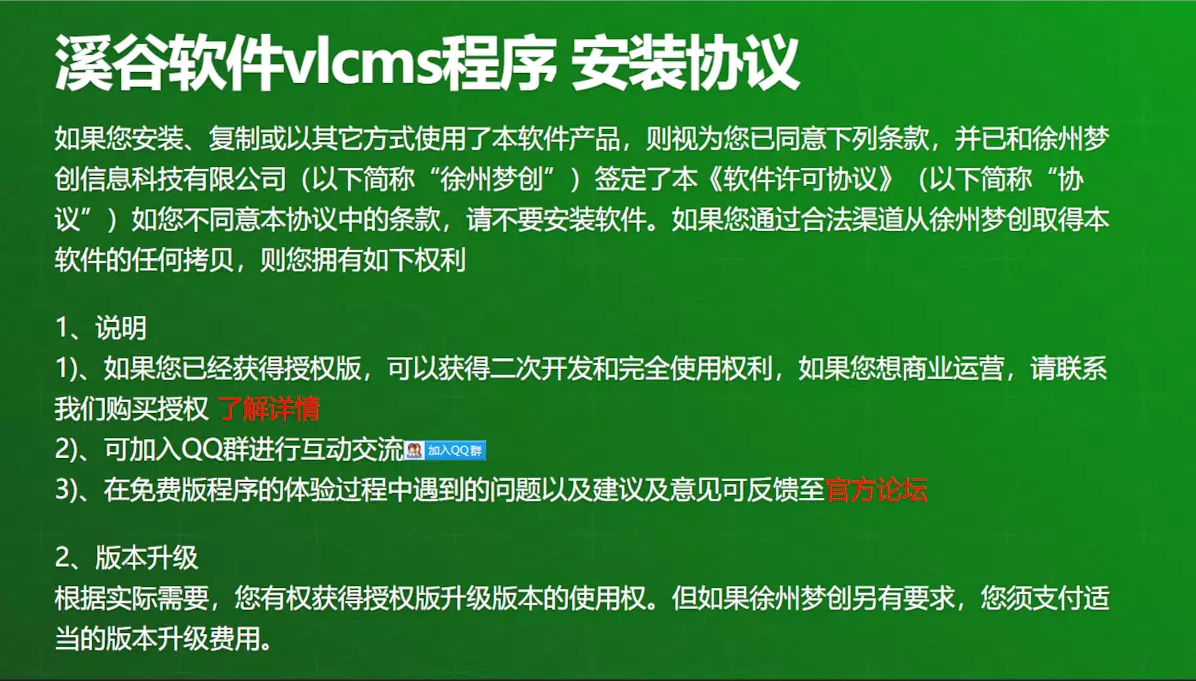 溪谷软件vlcms程序 安装协议
如果您安装、复制或以其它方式使用了本软件产品，则视为您已同意下列条款，并已和徐州梦
创信息科技有限公司（以下简称“徐州梦创”）签定了本《软件许可协议》（以下简称“协
议”）如您不同意本协议中的条款，请不要安装软件。如果您通过合法渠道从徐州梦创取得本
软件的任何拷贝，则您拥有如下权利
1、说明
1)、如果您已经获得授权版，可以获得二次开发和完全使用权利，如果您想商业运营，请联系
我们购买授权 了解详情
2)、可加入QQ群进行互动交流 加入QQ群
3)、在免费版程序的体验过程中遇到的问题以及建议及意见可反馈至官方论坛
2、版本升级
根据实际需要，您有权获得授权版升级版本的使用权。但如果徐州梦创另有要求，您须支付适
当的版本升级费用。